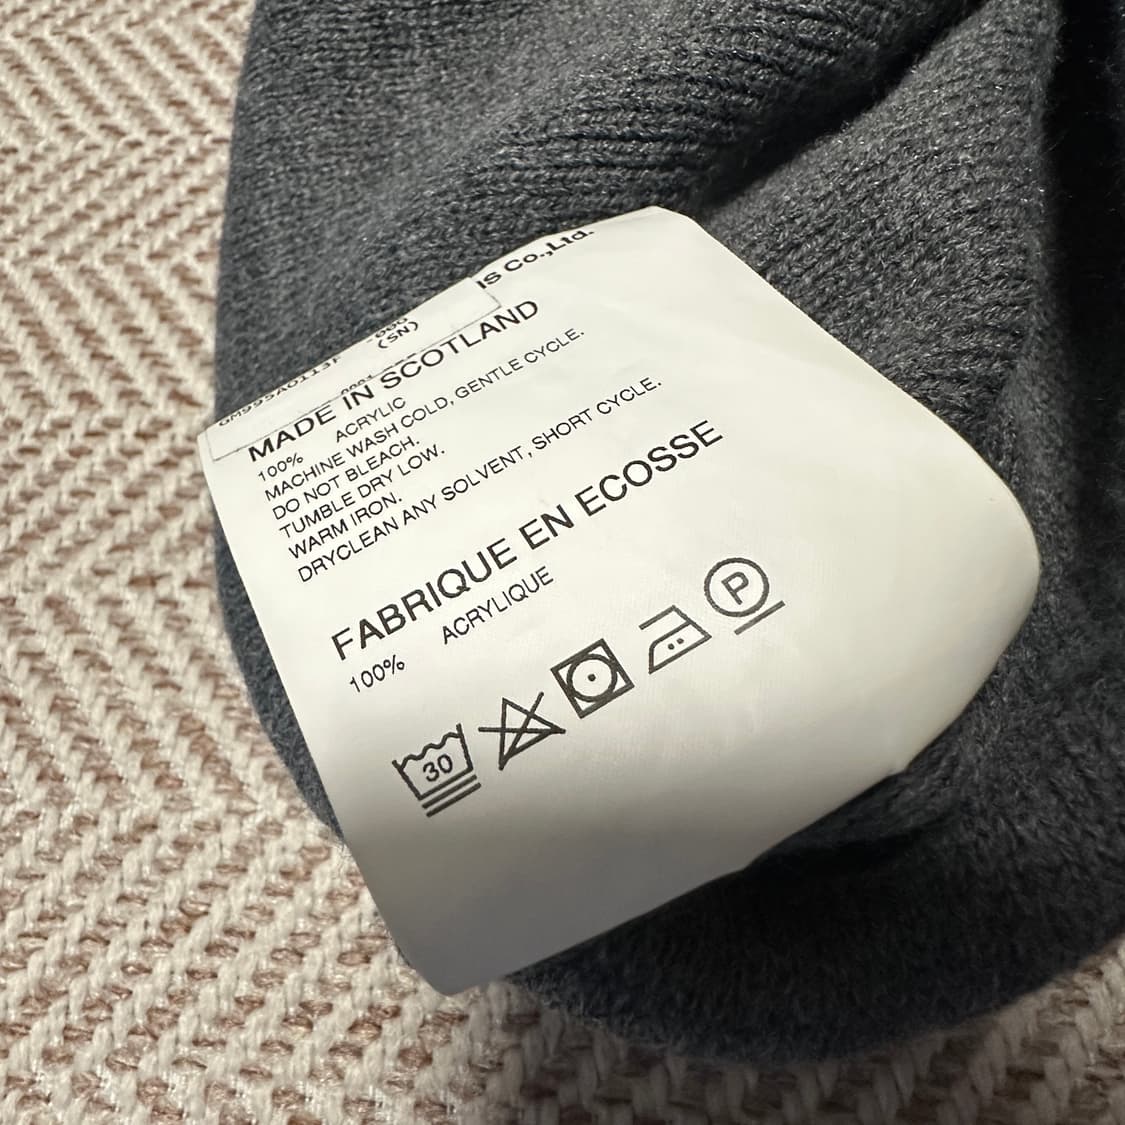 Co.,Ltd.
(SN)
MADE IN SCOTLAND
100% ACRYLIC
MACHINE WASH COLD, GENTLE CYCLE.
DO NOT BLEACH.
TUMBLE DRY LOW.
WARM IRON.
DRYCLEAN ANY SOLVENT, SHORT CYCLE.
FABRIQUE EN ECOSSE
100% ACRYLIQUE
30
P